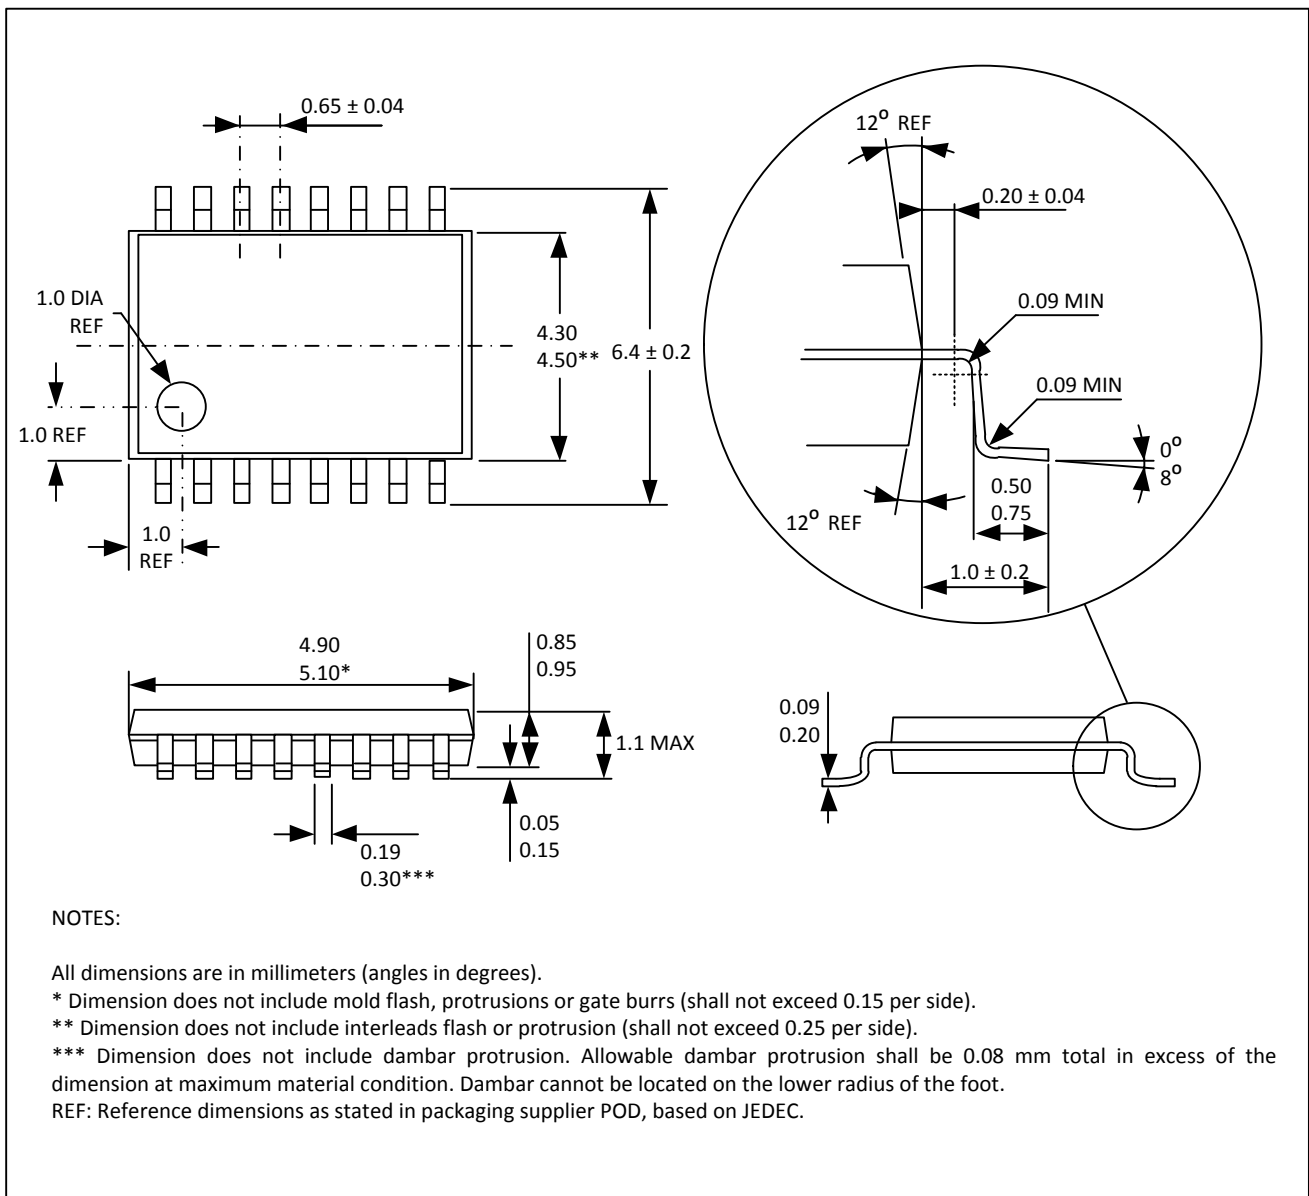 0.65 ± 0.04
1.0 DIA
REF
1.0 REF
1.0
REF
4.30
4.50**
6.4 ± 0.2
12° REF
0.20 ± 0.04
0.09 MIN
0.09 MIN
0°
8°
0.50
0.75
12° REF
1.0 ± 0.2
4.90
5.10*
0.85
0.95
1.1 MAX
0.05
0.15
0.19
0.30***
0.09
0.20
NOTES:
All dimensions are in millimeters (angles in degrees).
* Dimension does not include mold flash, protrusions or gate burrs (shall not exceed 0.15 per side).
** Dimension does not include interleads flash or protrusion (shall not exceed 0.25 per side).
*** Dimension does not include dambar protrusion. Allowable dambar protrusion shall be 0.08 mm total in excess of the
dimension at maximum material condition. Dambar cannot be located on the lower radius of the foot.
REF: Reference dimensions as stated in packaging supplier POD, based on JEDEC.